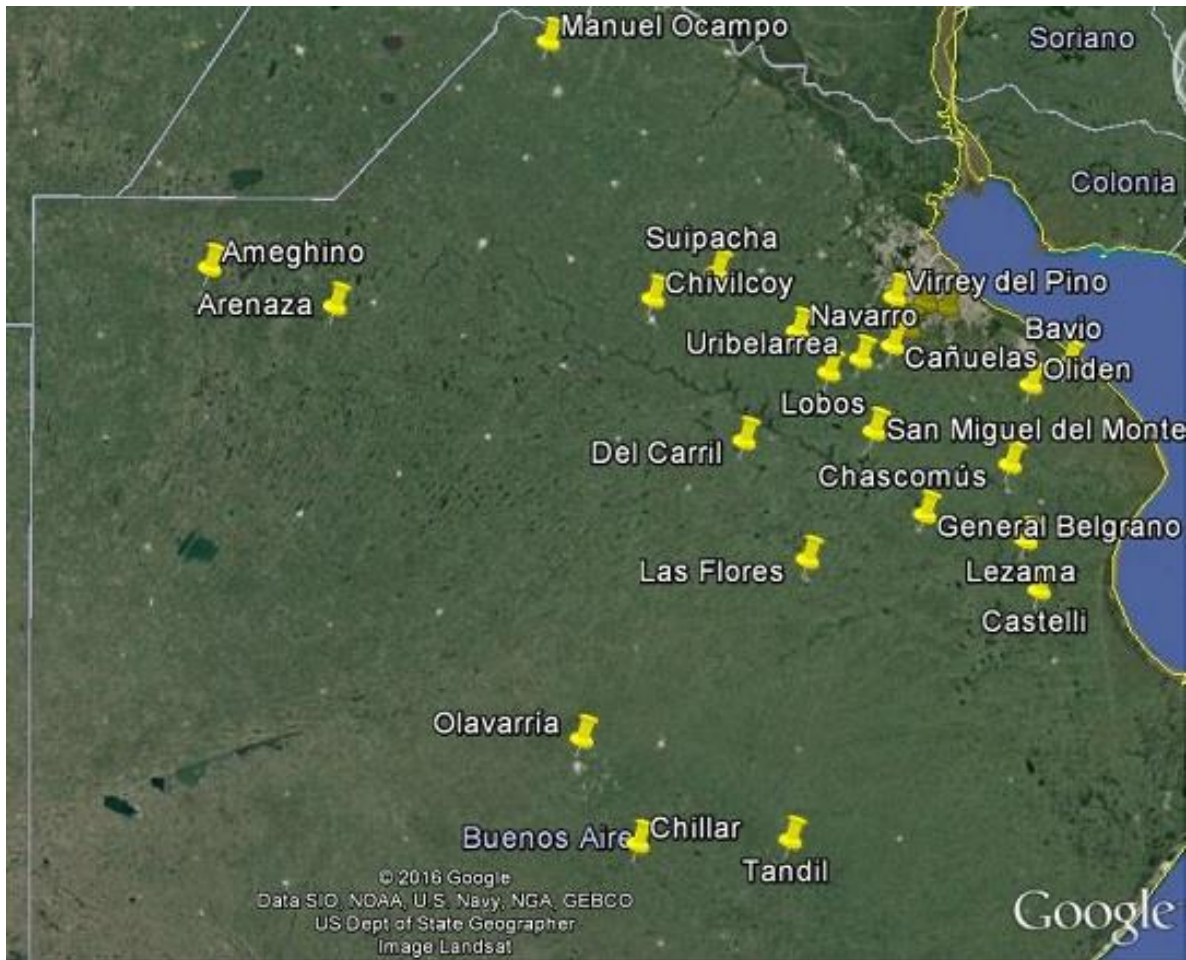 Manuel Ocampo
Soriano
Colonia
Suipacha
Ameghino
Virrey del Pino
Chivilcoy
Arenaza
Navarro
Bavio
Uribelarrea
Cañuelas
Oliden
Lobos
San Miguel del Monte
Del Carril
Chascomús
General Belgrano
Las Flores
Lezama
Castelli
Olavarría
Buenos Aire
Chillar
Tandil
© 2016 Google
Data SIO, NOAA, U.S. Navy, NGA, GEBCO
US Dept of State Geographer
Image Landsat
Google